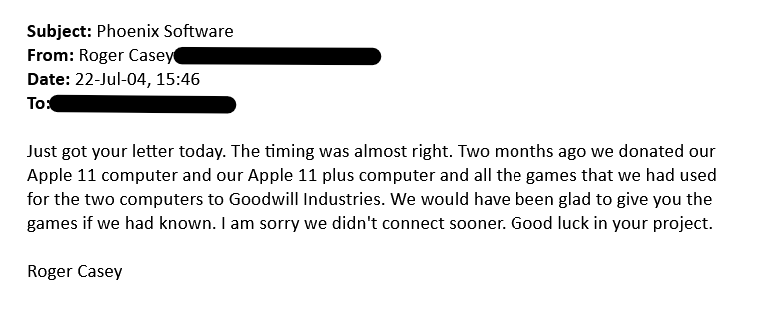 Subject: Phoenix Software
From: Roger Casey
Date: 22-Jul-04, 15:46
To:
Just got your letter today. The timing was almost right. Two months ago we donated our
Apple 11 computer and our Apple 11 plus computer and all the games that we had used
for the two computers to Goodwill Industries. We would have been glad to give you the
games if we had known. I am sorry we didn't connect sooner. Good luck in your project.
Roger Casey